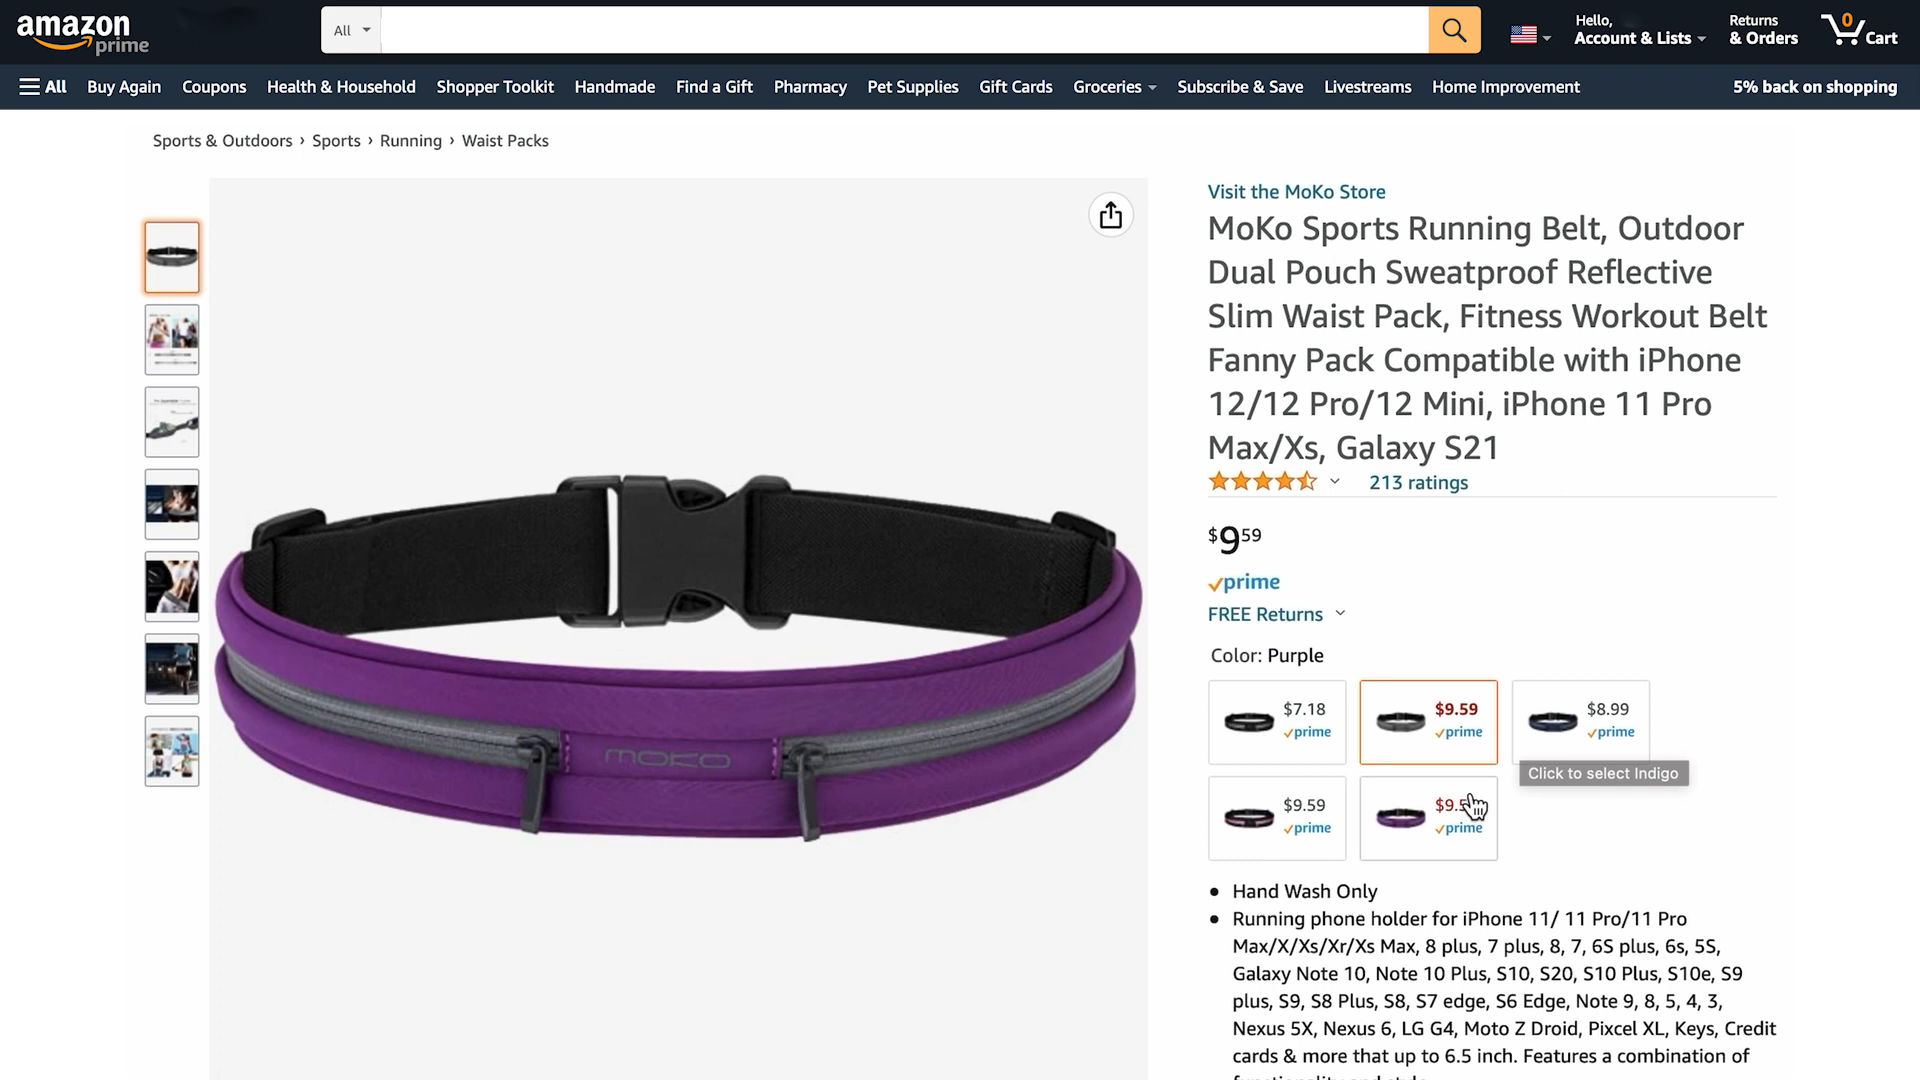 amazon
prime
All
Hello,
Account & Lists
Returns
& Orders
0
Cart
All
Buy Again
Coupons
Health & Household
Shopper Toolkit
Handmade
Find a Gift
Pharmacy
Pet Supplies
Gift Cards
Groceries
Subscribe & Save
Livestreams
Home Improvement
5% back on shopping
Sports & Outdoors › Sports › Running › Waist Packs
Visit the MoKo Store
MoKo Sports Running Belt, Outdoor
Dual Pouch Sweatproof Reflective
Slim Waist Pack, Fitness Workout Belt
Fanny Pack Compatible with iPhone
12/12 Pro/12 Mini, iPhone 11 Pro
Max/Xs, Galaxy S21
213 ratings
$9 59
prime
FREE Returns
Color: Purple
$7.18
prime
$9.59
prime
$8.99
prime
Click to select Indigo
$9.59
prime
prime
MOKO
• Hand Wash Only
• Running phone holder for iPhone 11/ 11 Pro/11 Pro
Max/X/Xs/Xr/Xs Max, 8 plus, 7 plus, 8, 7, 6S plus, 6s, 5S,
Galaxy Note 10, Note 10 Plus, S10, S20, S10 Plus, S10e, S9
plus, S9, S8 Plus, S8, S7 edge, S6 Edge, Note 9, 8, 5, 4, 3,
Nexus 5X, Nexus 6, LG G4, Moto Z Droid, Pixcel XL, Keys, Credit
cards & more that up to 6.5 inch. Features a combination of